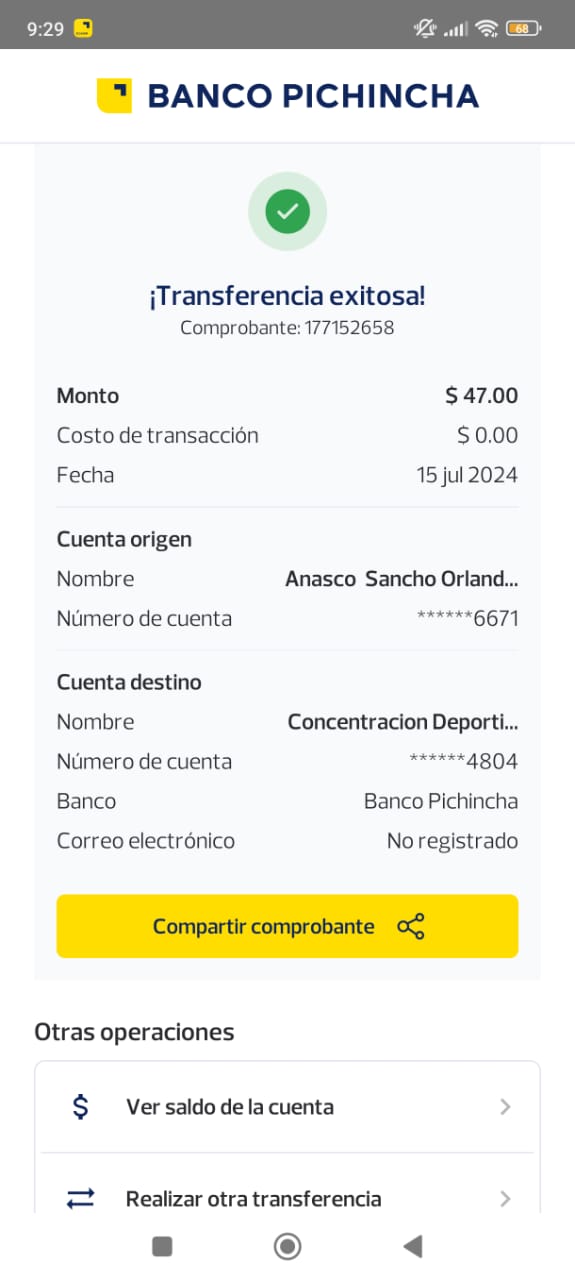 9:29
68
BANCO PICHINCHA
¡Transferencia exitosa!
Comprobante: 177152658
Monto $ 47.00
Costo de transacción $ 0.00
Fecha 15 jul 2024
Cuenta origen
Nombre Anasco  Sancho Orland...
Número de cuenta ******6671
Cuenta destino
Nombre Concentracion Deporti...
Número de cuenta ******4804
Banco Banco Pichincha
Correo electrónico No registrado
Compartir comprobante
Otras operaciones
$ Ver saldo de la cuenta
Realizar otra transferencia